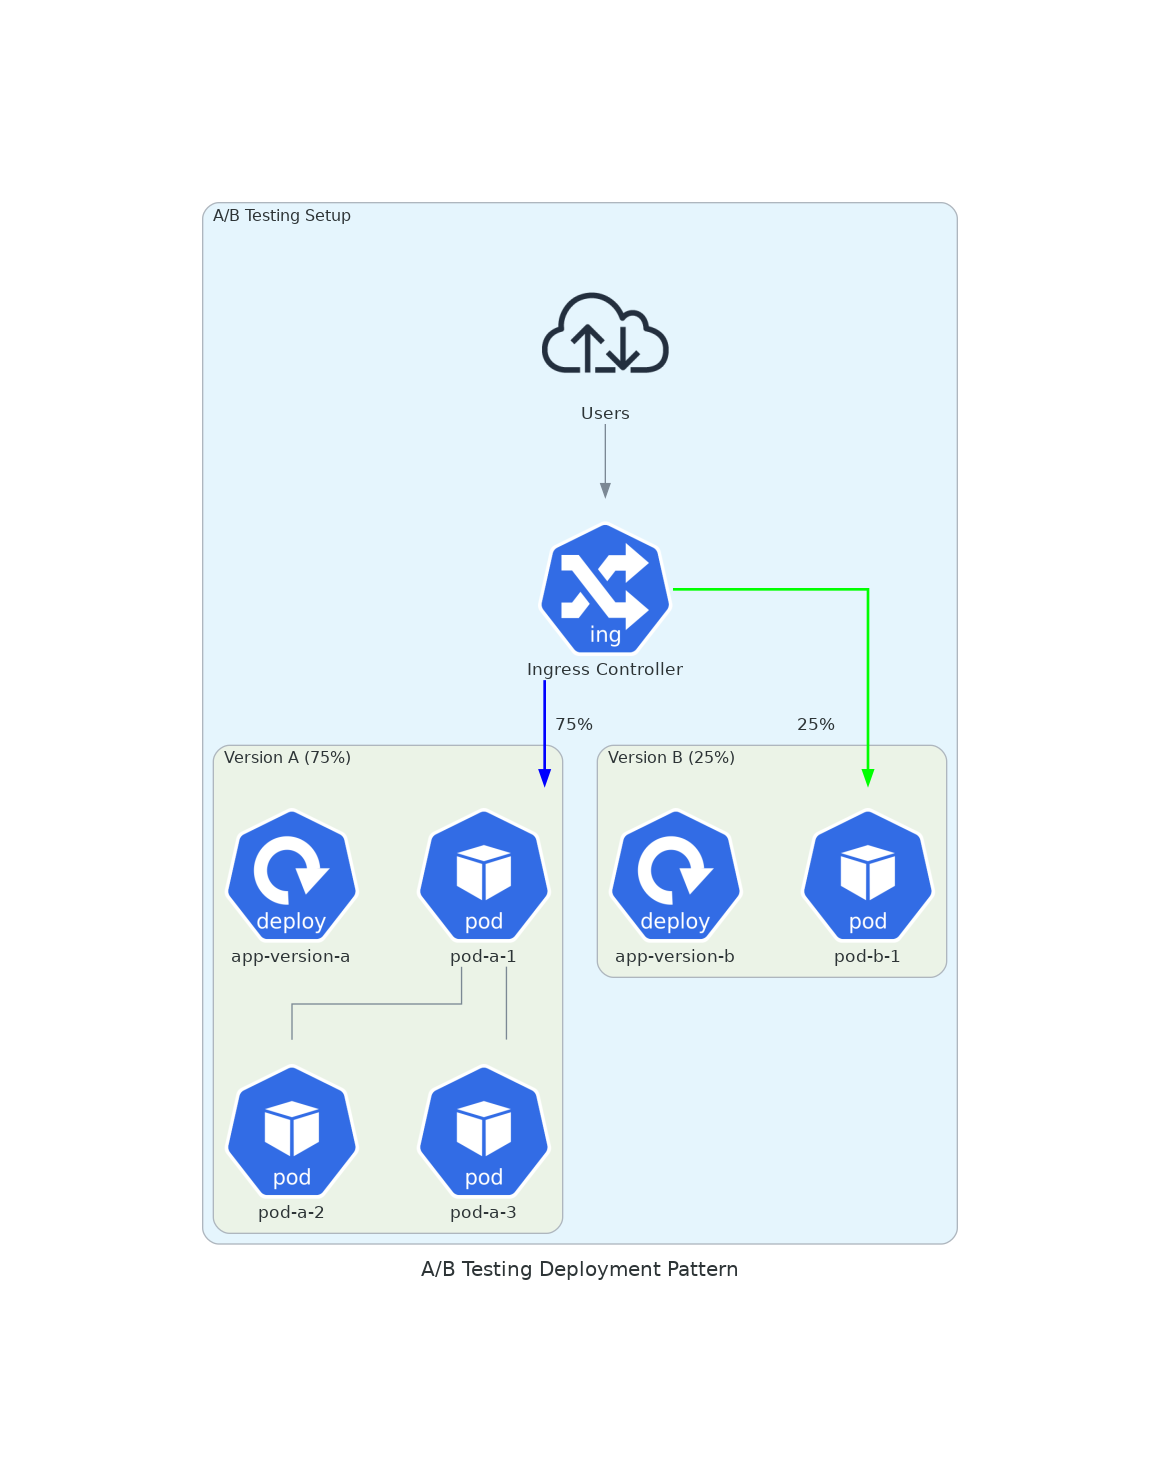 A/B Testing Setup
Users
ing
Ingress Controller
75%
25%
Version A (75%)
Version B (25%)
deploy
app-version-a
pod
pod-a-1
deploy
app-version-b
pod
pod-b-1
pod
pod-a-2
pod
pod-a-3
A/B Testing Deployment Pattern